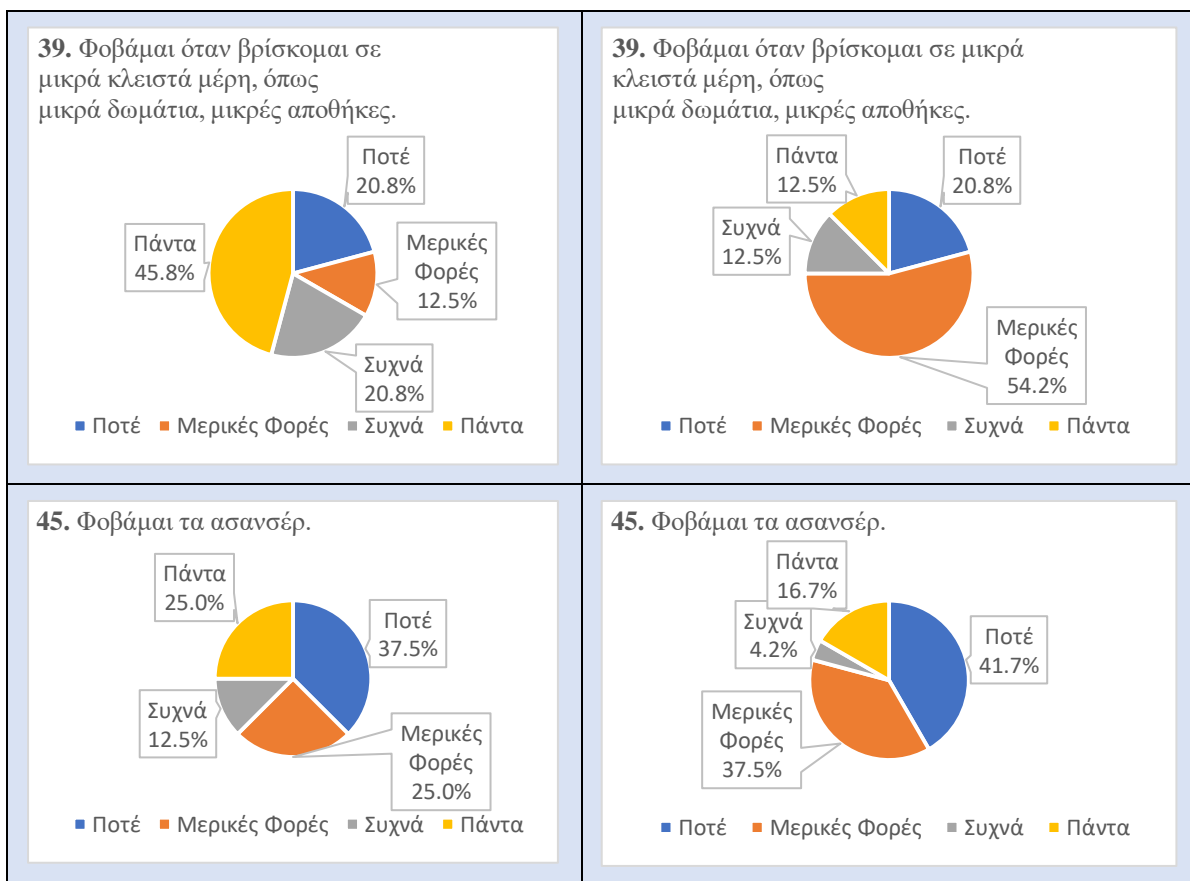 39. Φοβάμαι όταν βρίσκομαι σε
μικρά κλειστά μέρη, όπως
μικρά δωμάτια, μικρές αποθήκες.
Ποτέ
20.8%
Μερικές
Φορές
12.5%
Συχνά
20.8%
Πάντα
45.8%
Ποτέ Μερικές Φορές Συχνά Πάντα
39. Φοβάμαι όταν βρίσκομαι σε μικρά
κλειστά μέρη, όπως
μικρά δωμάτια, μικρές αποθήκες.
Πάντα
12.5%
Ποτέ
20.8%
Συχνά
12.5%
Μερικές
Φορές
54.2%
Ποτέ Μερικές Φορές Συχνά Πάντα
45. Φοβάμαι τα ασανσέρ.
Πάντα
25.0%
Ποτέ
37.5%
Συχνά
12.5%
Μερικές
Φορές
25.0%
Ποτέ Μερικές Φορές Συχνά Πάντα
45. Φοβάμαι τα ασανσέρ.
Πάντα
16.7%
Συχνά
4.2%
Ποτέ
41.7%
Μερικές
Φορές
37.5%
Ποτέ Μερικές Φορές Συχνά Πάντα